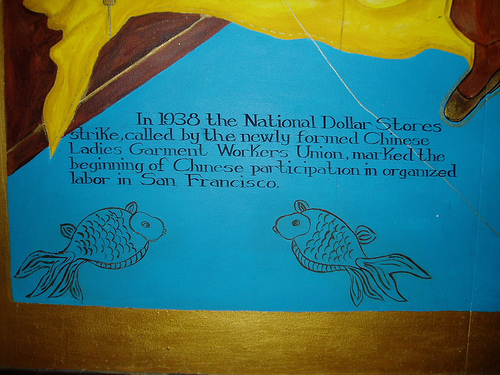 In 1938 the National Dollar Stores
strike, called by the newly formed Chinese
Ladies Garment Workers Union, marked the
beginning of Chinese participation in organized
labor in San Francisco.